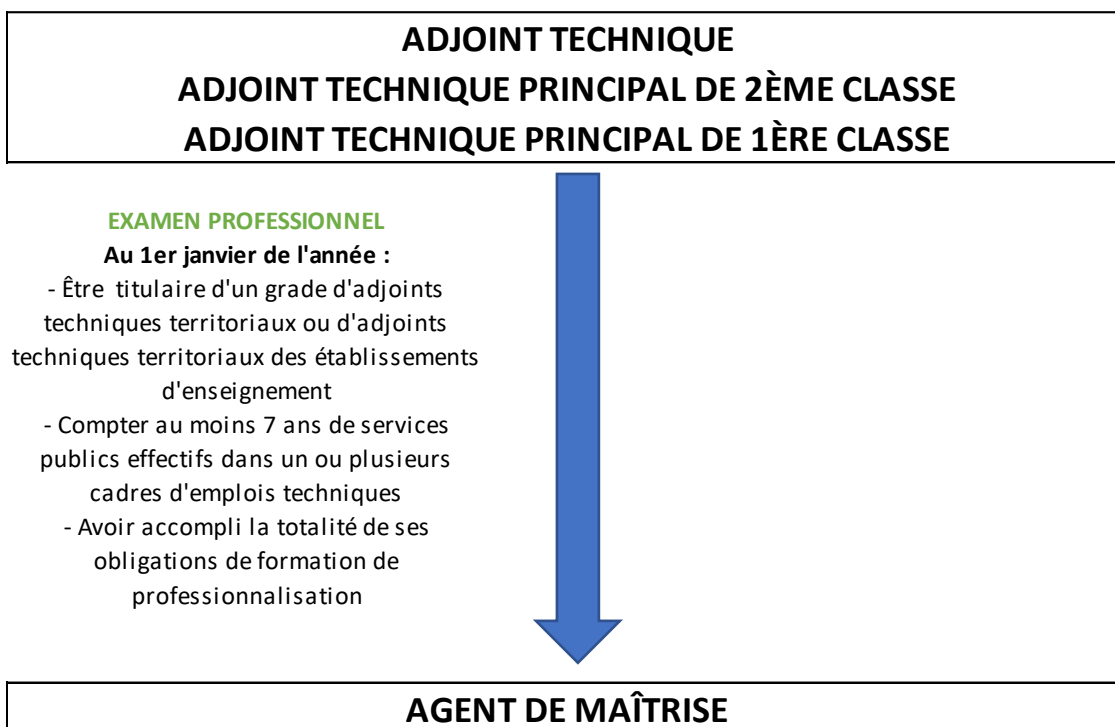 ADJOINT TECHNIQUE
ADJOINT TECHNIQUE PRINCIPAL DE 2ÈME CLASSE
ADJOINT TECHNIQUE PRINCIPAL DE 1ÈRE CLASSE
EXAMEN PROFESSIONNEL
Au 1er janvier de l'année :
- Être titulaire d'un grade d'adjoints
techniques territoriaux ou d'adjoints
techniques territoriaux des établissements
d'enseignement
- Compter au moins 7 ans de services
publics effectifs dans un ou plusieurs
cadres d'emplois techniques
- Avoir accompli la totalité de ses
obligations de formation de
professionnalisation
AGENT DE MAÎTRISE